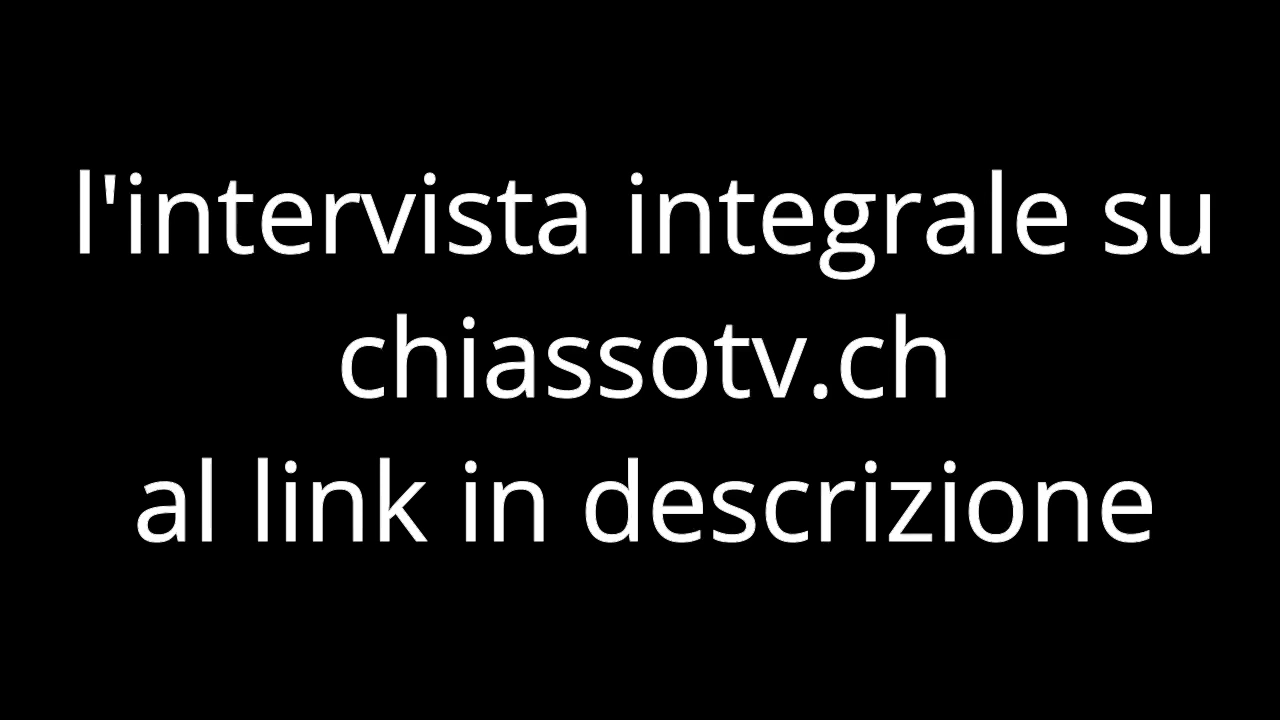 l'intervista integrale su
chiassotv.ch
al link in descrizione